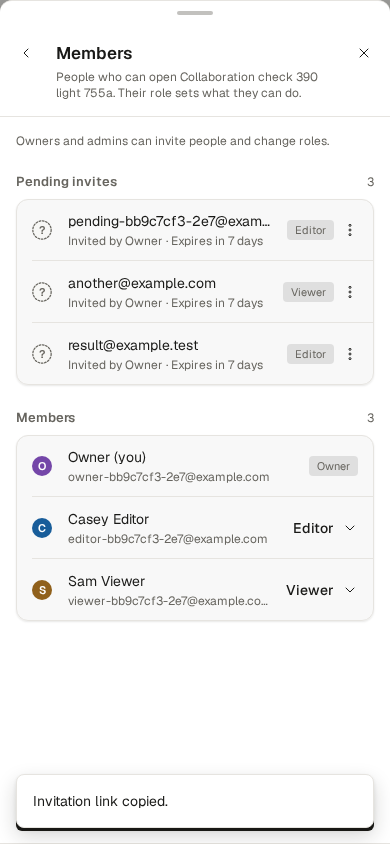 Members
People who can open Collaboration check 390
light 755a. Their role sets what they can do.
Owners and admins can invite people and change roles.
Pending invites 3
? pending-bb9c7cf3-2e7@exam... Editor
Invited by Owner · Expires in 7 days
? another@example.com Viewer
Invited by Owner · Expires in 7 days
? result@example.test Editor
Invited by Owner · Expires in 7 days
Members 3
O Owner (you) Owner
owner-bb9c7cf3-2e7@example.com
C Casey Editor Editor
editor-bb9c7cf3-2e7@example.com
S Sam Viewer Viewer
viewer-bb9c7cf3-2e7@example.co...
Invitation link copied.